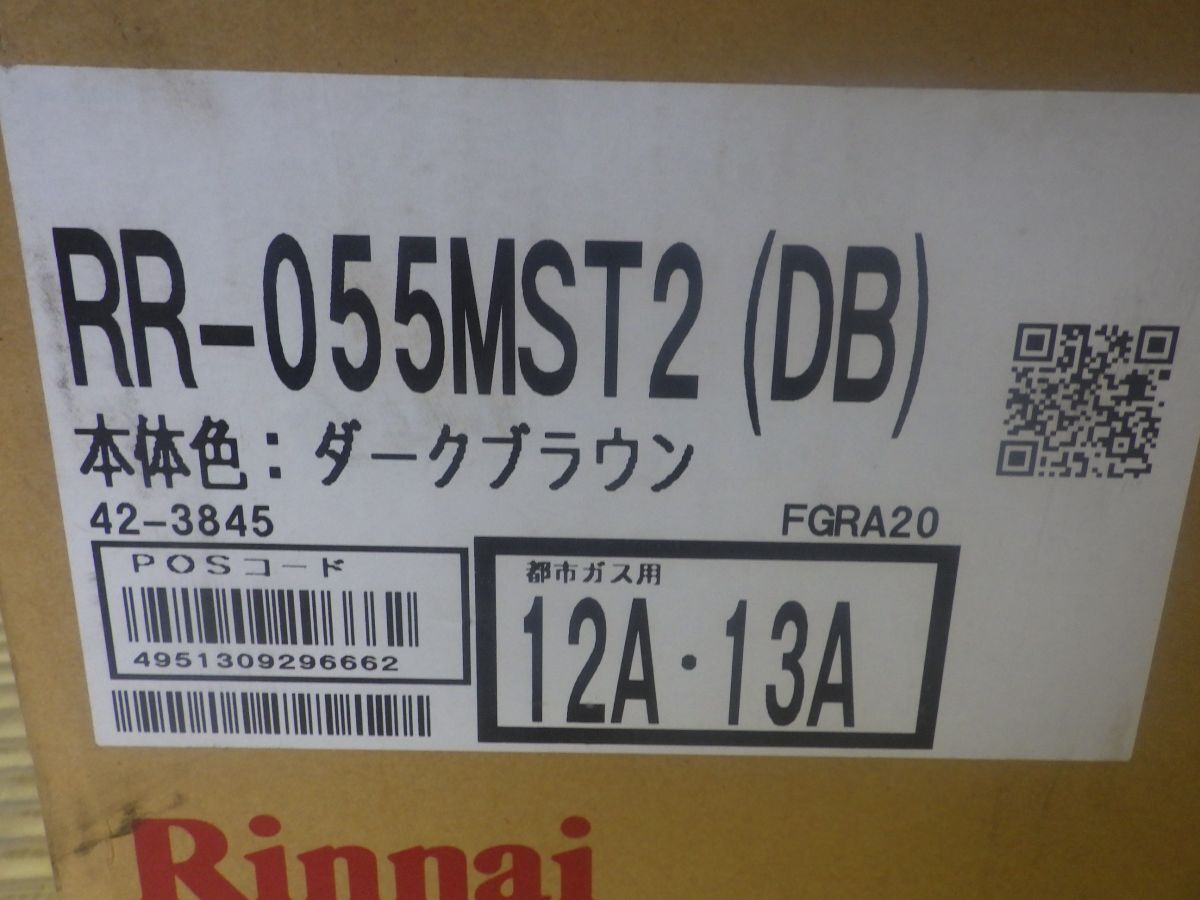 RR-055MST2(DB)
本体色：ダークブラウン
42-3845
FGRA20
POSコード
4951309296662
都市ガス用
12A・13A
Rinnai